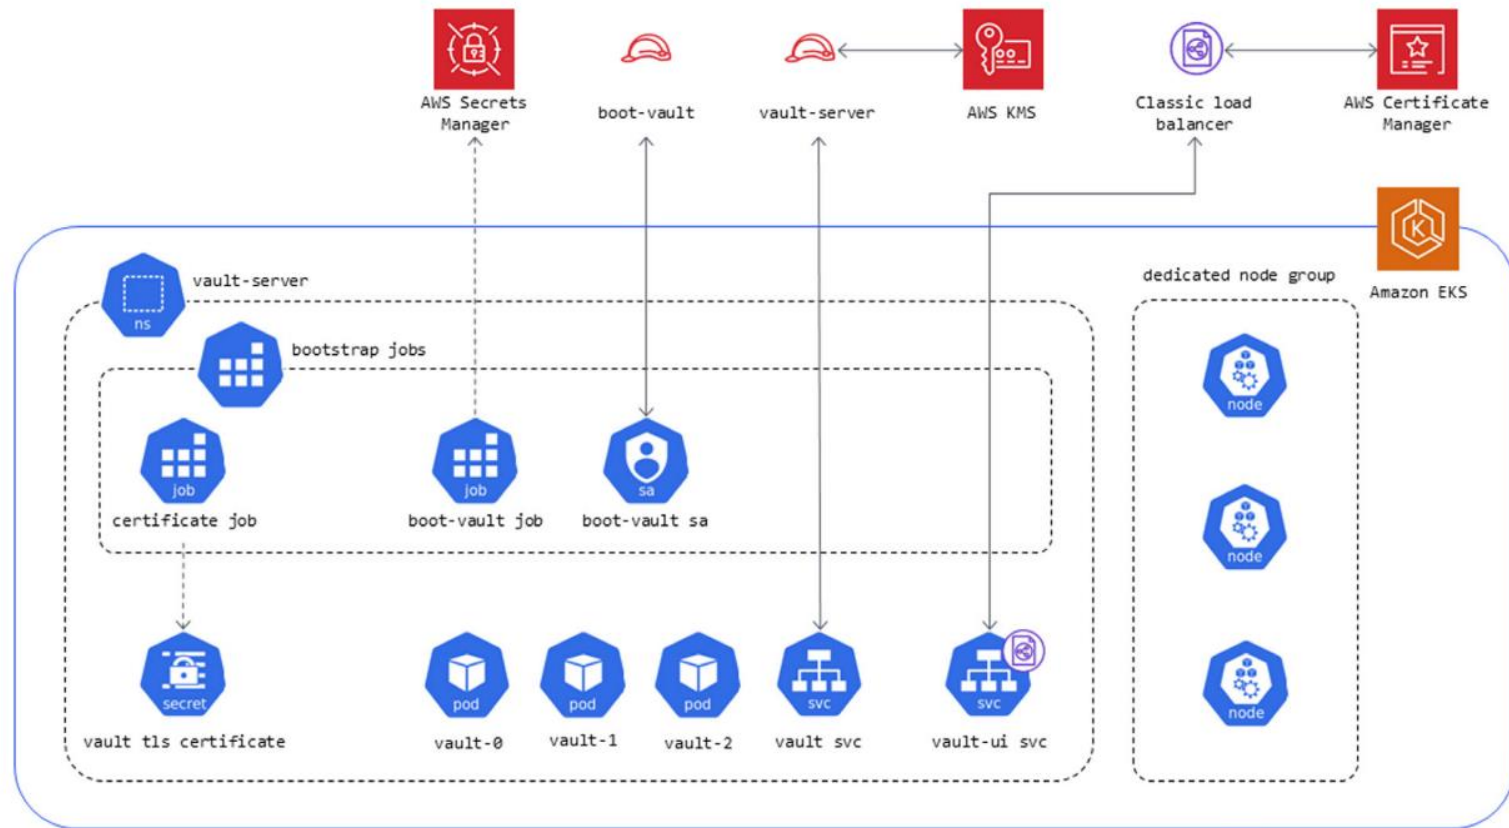 AWS Secrets
Manager
boot-vault
vault-server
AWS KMS
Classic load
balancer
AWS Certificate
Manager
K
Amazon EKS
ns
vault-server
bootstrap jobs
dedicated node group
job
certificate job
job
boot-vault job
sa
boot-vault sa
node
node
node
secret
vault tls certificate
pod
vault-0
pod
vault-1
pod
vault-2
svc
vault svc
svc
vault-ui svc